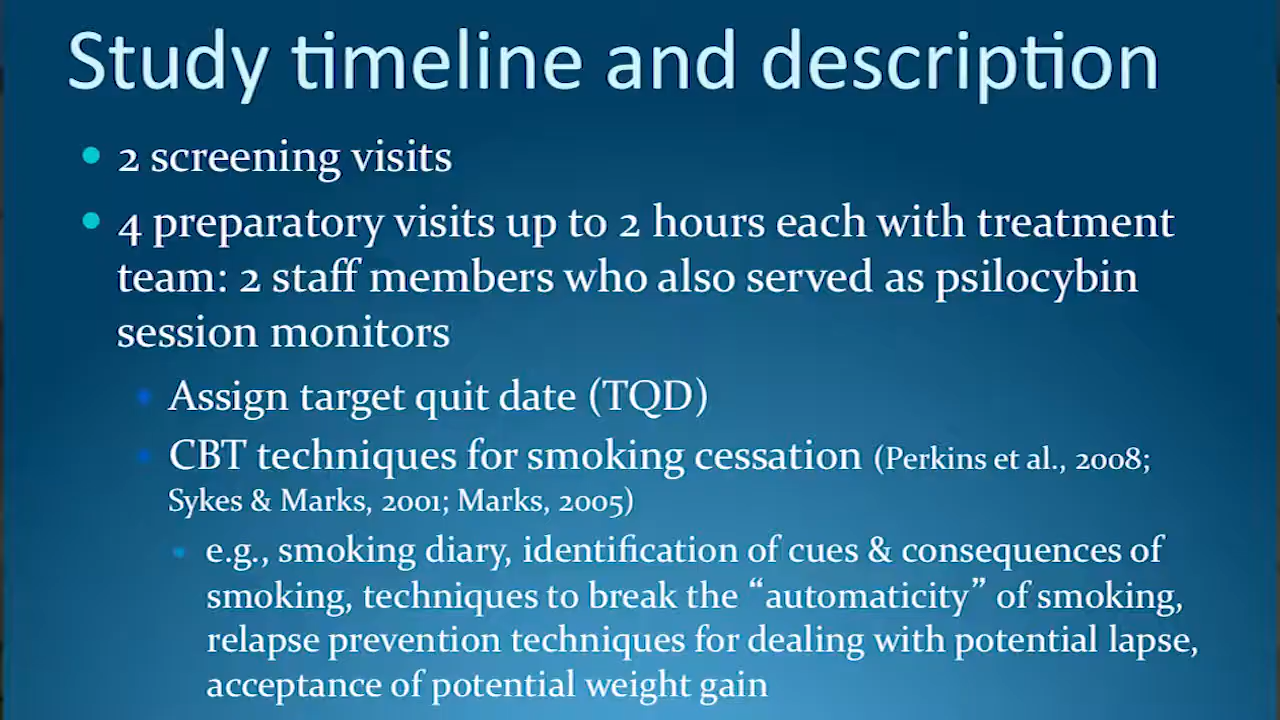 Study timeline and description
• 2 screening visits
• 4 preparatory visits up to 2 hours each with treatment
team: 2 staff members who also served as psilocybin
session monitors
• Assign target quit date (TQD)
• CBT techniques for smoking cessation (Perkins et al., 2008;
Sykes & Marks, 2001; Marks, 2005)
• e.g., smoking diary, identification of cues & consequences of
smoking, techniques to break the “automaticity” of smoking,
relapse prevention techniques for dealing with potential lapse,
acceptance of potential weight gain